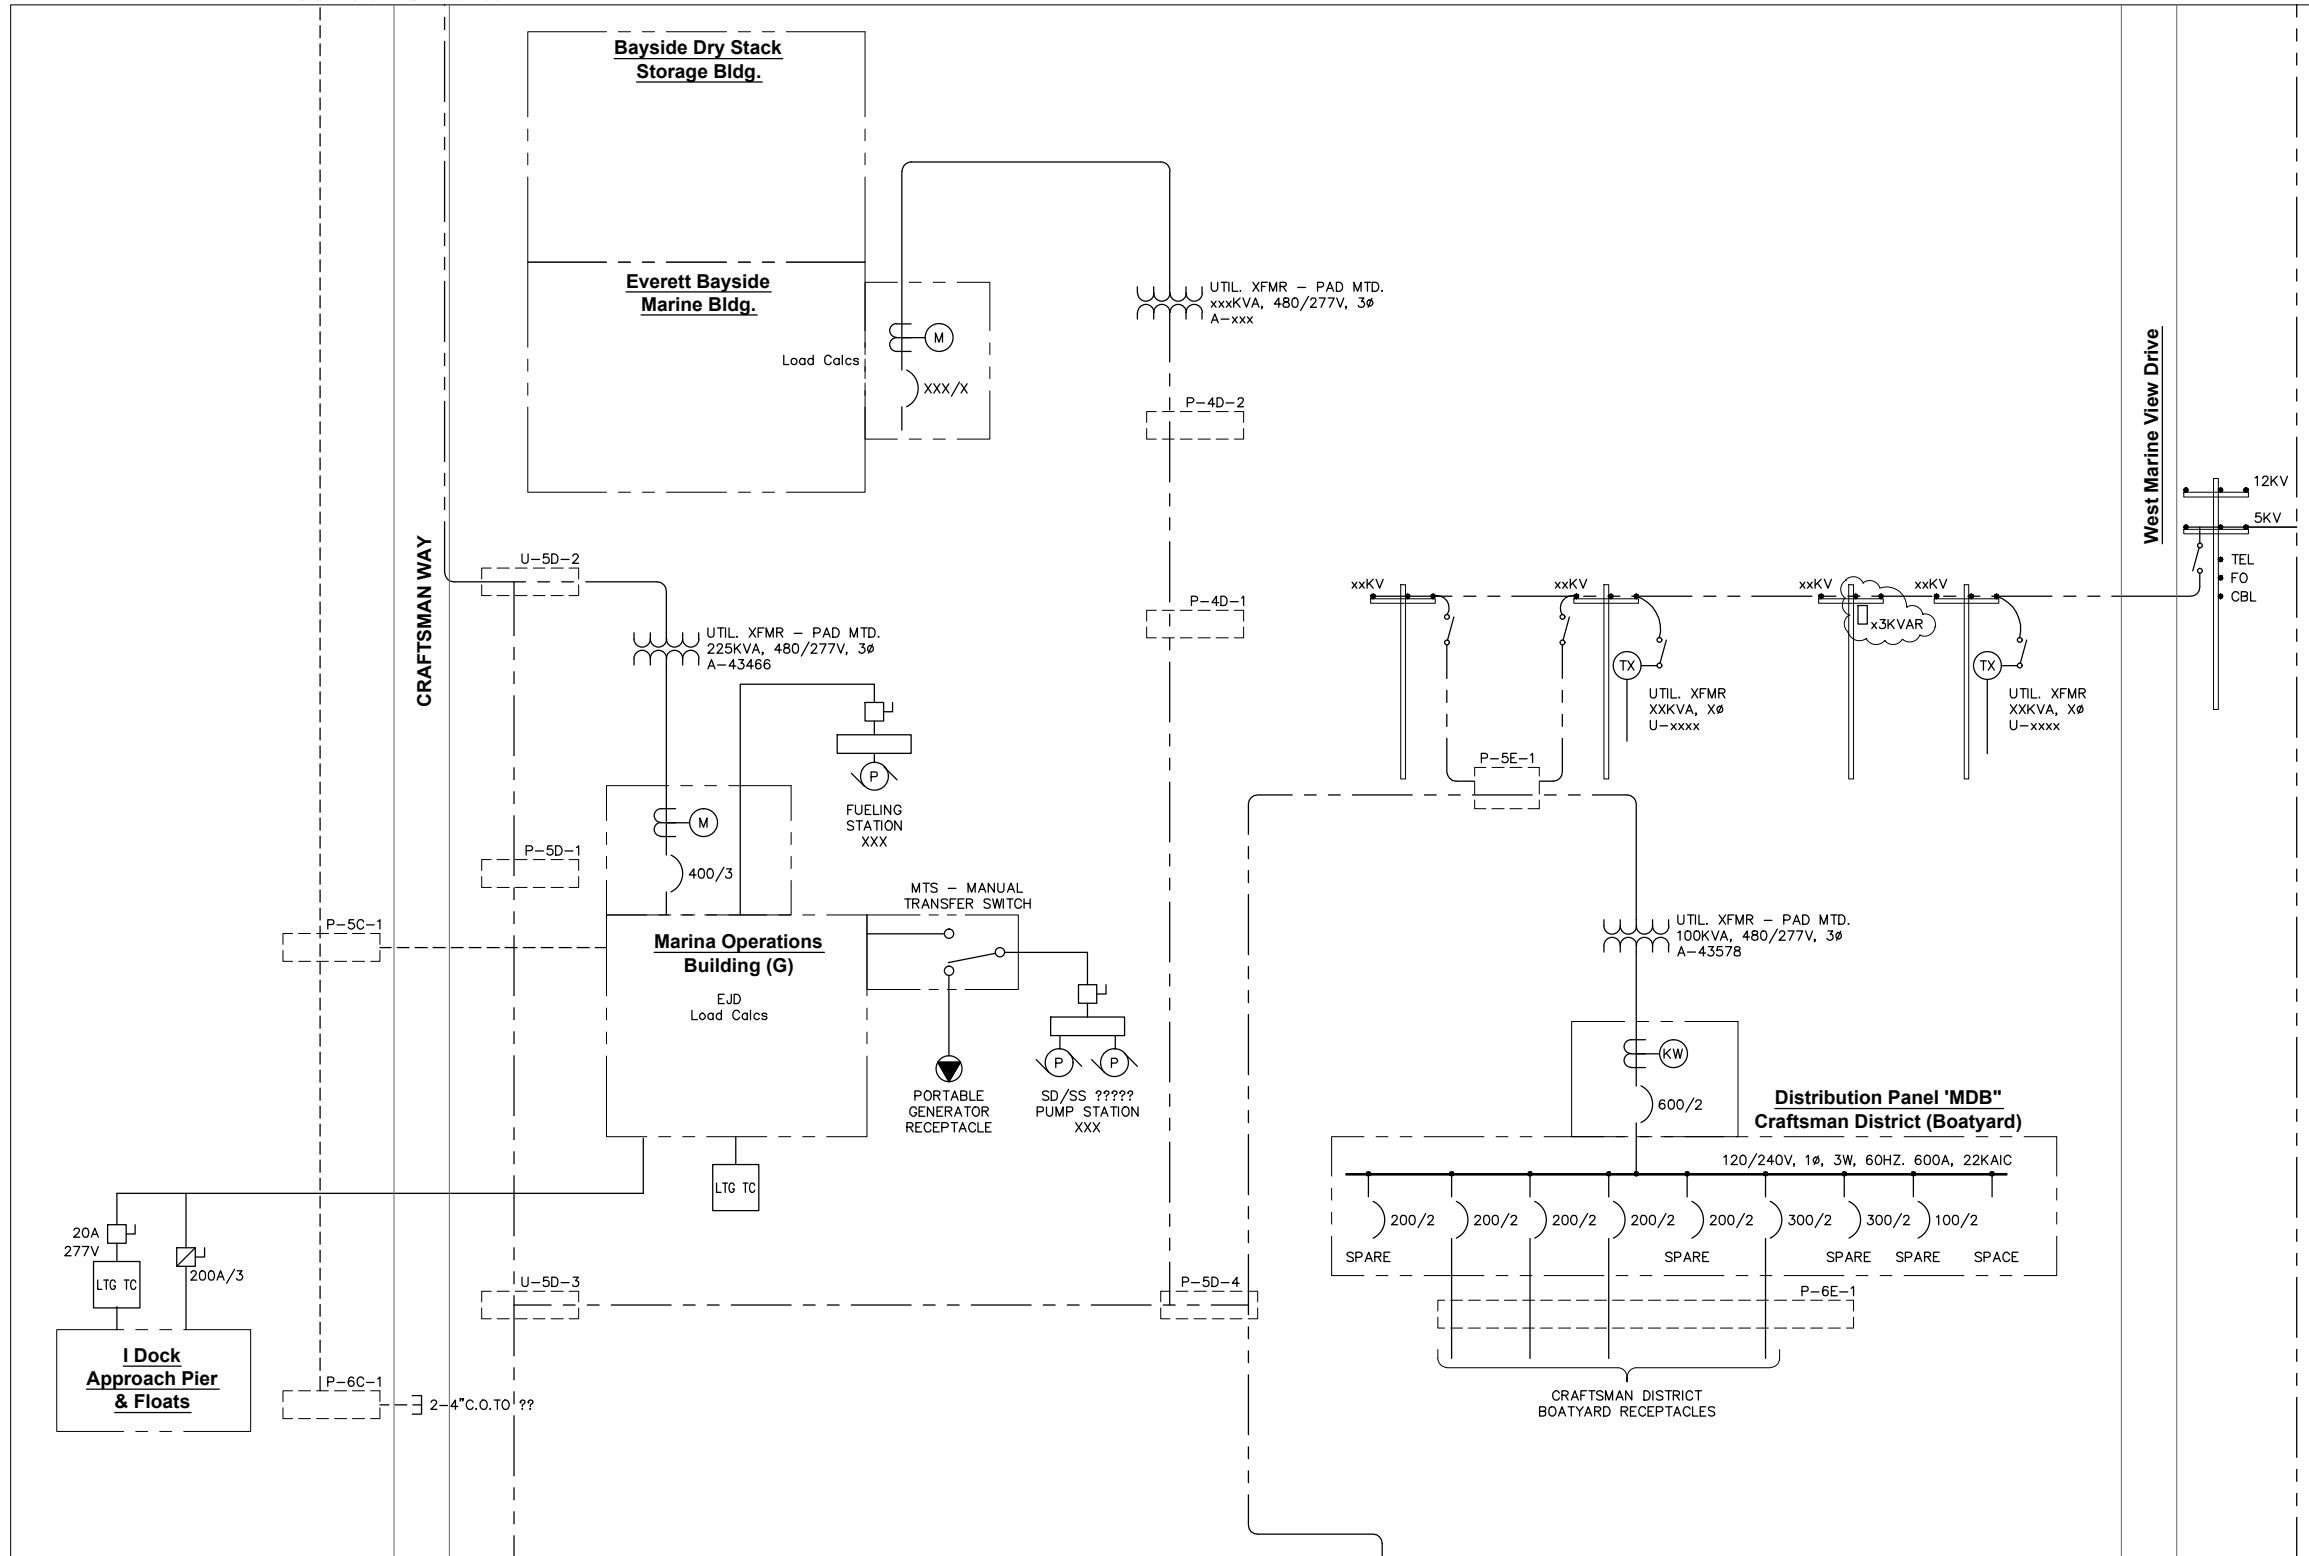 Bayside Dry Stack
Storage Bldg.
Everett Bayside
Marine Bldg.
Load Calcs
M
XXX/X
UTIL. XFMR – PAD MTD.
xxxKVA, 480/277V, 3ø
A–xxx
P–4D–2
P–4D–1
West Marine View Drive
12KV
5KV
TEL
FO
CBL
xxKV
xxKV
xxKV
xxKV
x3KVAR
TX
UTIL. XFMR
XXKVA, Xø
U–xxxx
TX
UTIL. XFMR
XXKVA, Xø
U–xxxx
P–5E–1
CRAFTSMAN WAY
U–5D–2
UTIL. XFMR – PAD MTD.
225KVA, 480/277V, 3ø
A–43466
P
FUELING
STATION
XXX
M
400/3
P–5D–1
P–5C–1
MTS – MANUAL
TRANSFER SWITCH
Marina Operations
Building (G)
EJD
Load Calcs
PORTABLE
GENERATOR
RECEPTACLE
P P
SD/SS ?????
PUMP STATION
XXX
LTG TC
UTIL. XFMR – PAD MTD.
100KVA, 480/277V, 3ø
A–43578
KW
600/2
Distribution Panel 'MDB"
Craftsman District (Boatyard)
120/240V, 1ø, 3W, 60HZ. 600A, 22KAIC
200/2 200/2 200/2 200/2 200/2 300/2 300/2 100/2
SPARE SPARE SPARE SPARE SPACE
P–6E–1
CRAFTSMAN DISTRICT
BOATYARD RECEPTACLES
20A
277V
LTG TC
200A/3
U–5D–3
P–5D–4
I Dock
Approach Pier
& Floats
P–6C–1
2–4"C.O.TO ??